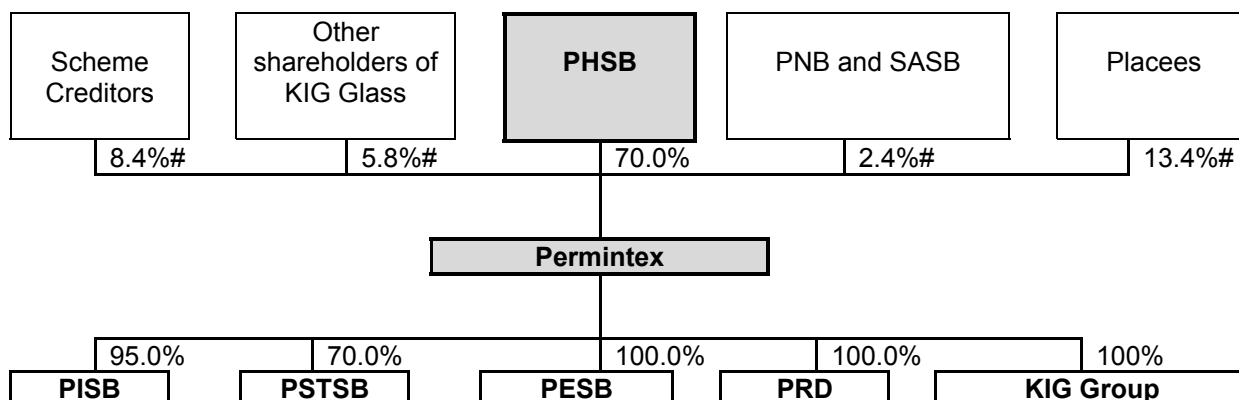 Scheme
Creditors
Other
shareholders of
KIG Glass
PHSB
PNB and SASB
Placees
8.4%#
5.8%#
70.0%
2.4%#
13.4%#
Permintex
95.0%
70.0%
100.0%
100.0%
100%
PISB
PSTSB
PESB
PRD
KIG Group